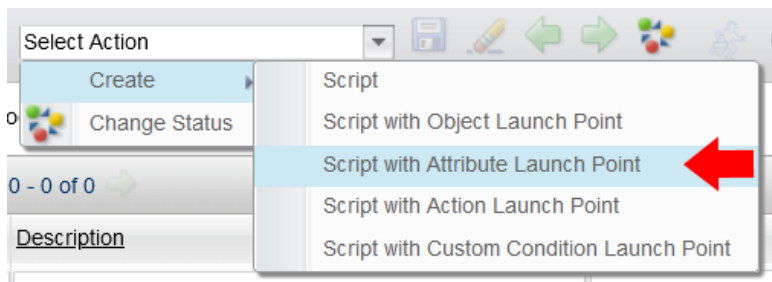 Select Action
Create
Script
Change Status
Script with Object Launch Point
Script with Attribute Launch Point
0 - 0 of 0
Script with Action Launch Point
Description
Script with Custom Condition Launch Point